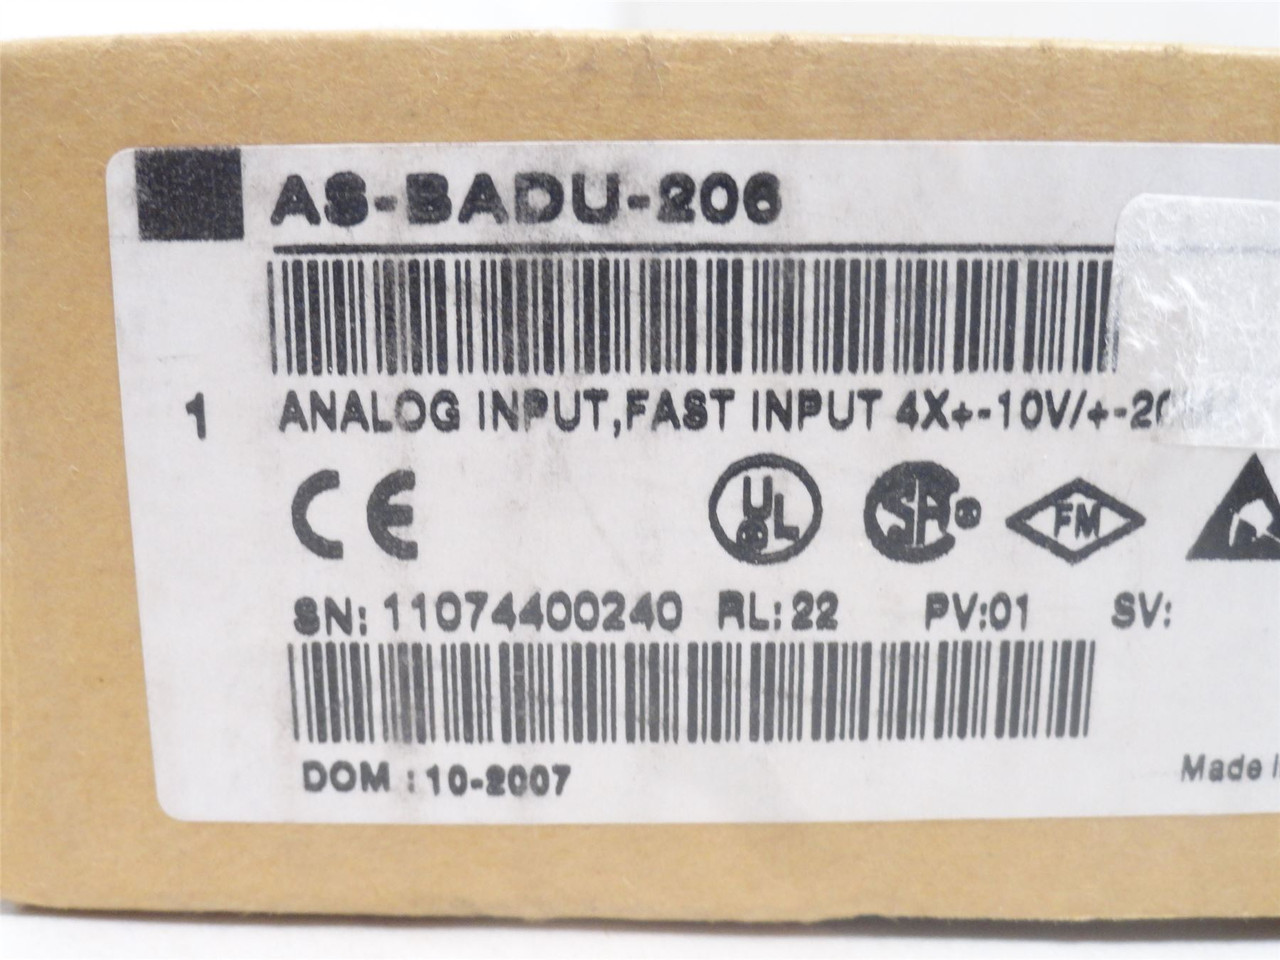 AS-BADU-206
1 ANALOG INPUT,FAST INPUT 4X+-10V/+-20
CE UL SA FM
SN: 11074400240 RL: 22 PV:01 SV:
DOM : 10-2007
Made